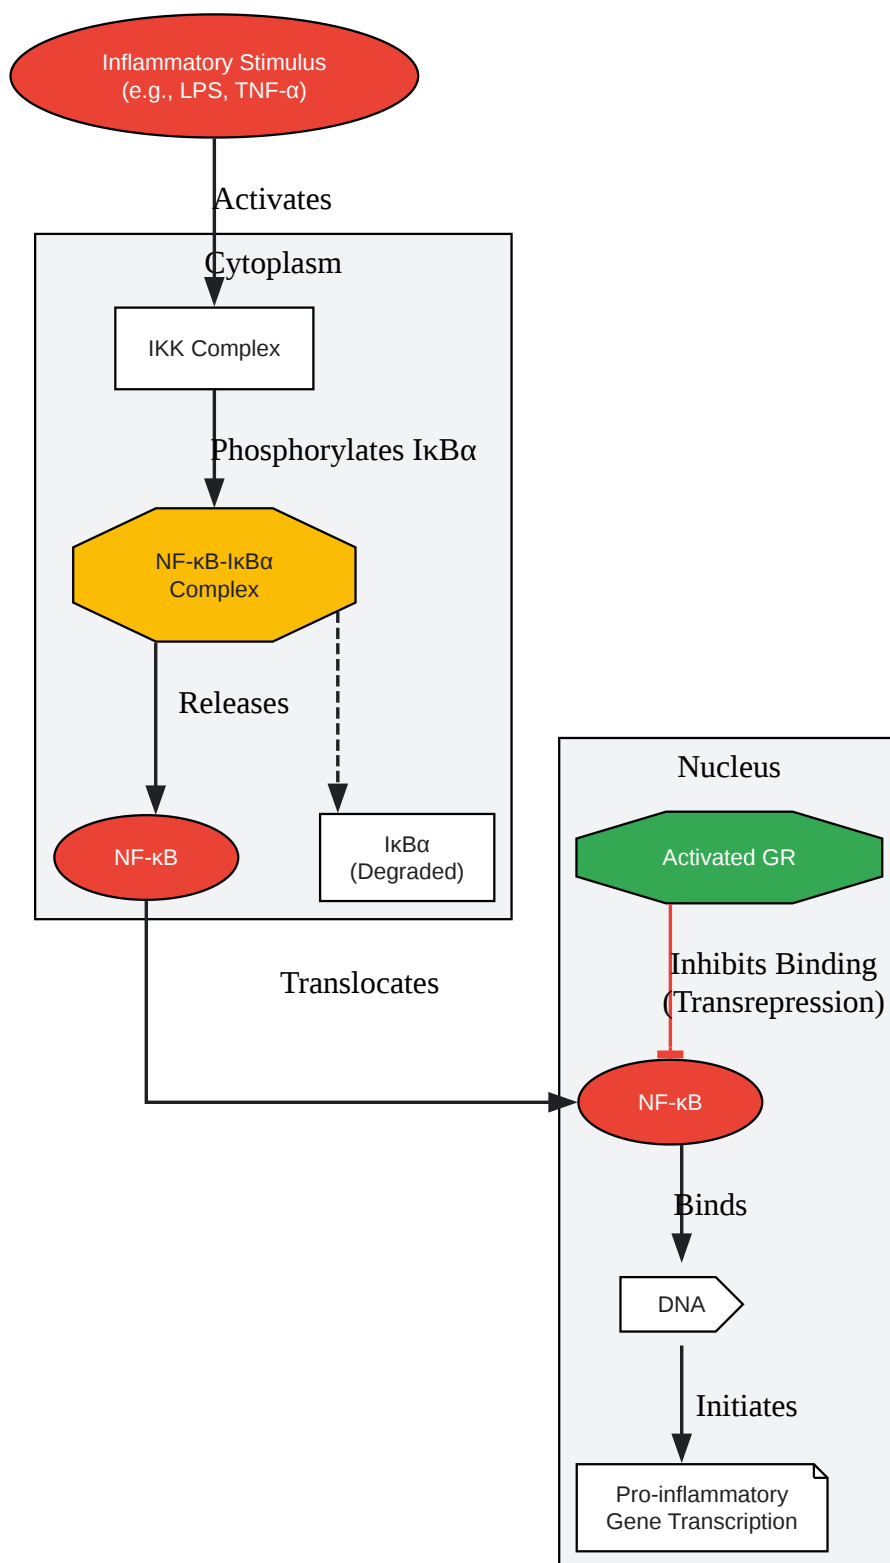 Inflammatory Stimulus
(e.g., LPS, TNF-α)
Activates
Cytoplasm
IKK Complex
Phosphorylates IκBα
NF-κB-IκBα
Complex
Releases
NF-κB
IκBα
(Degraded)
Translocates
Nucleus
Activated GR
Inhibits Binding
(Transrepression)
NF-κB
Binds
DNA
Initiates
Pro-inflammatory
Gene Transcription